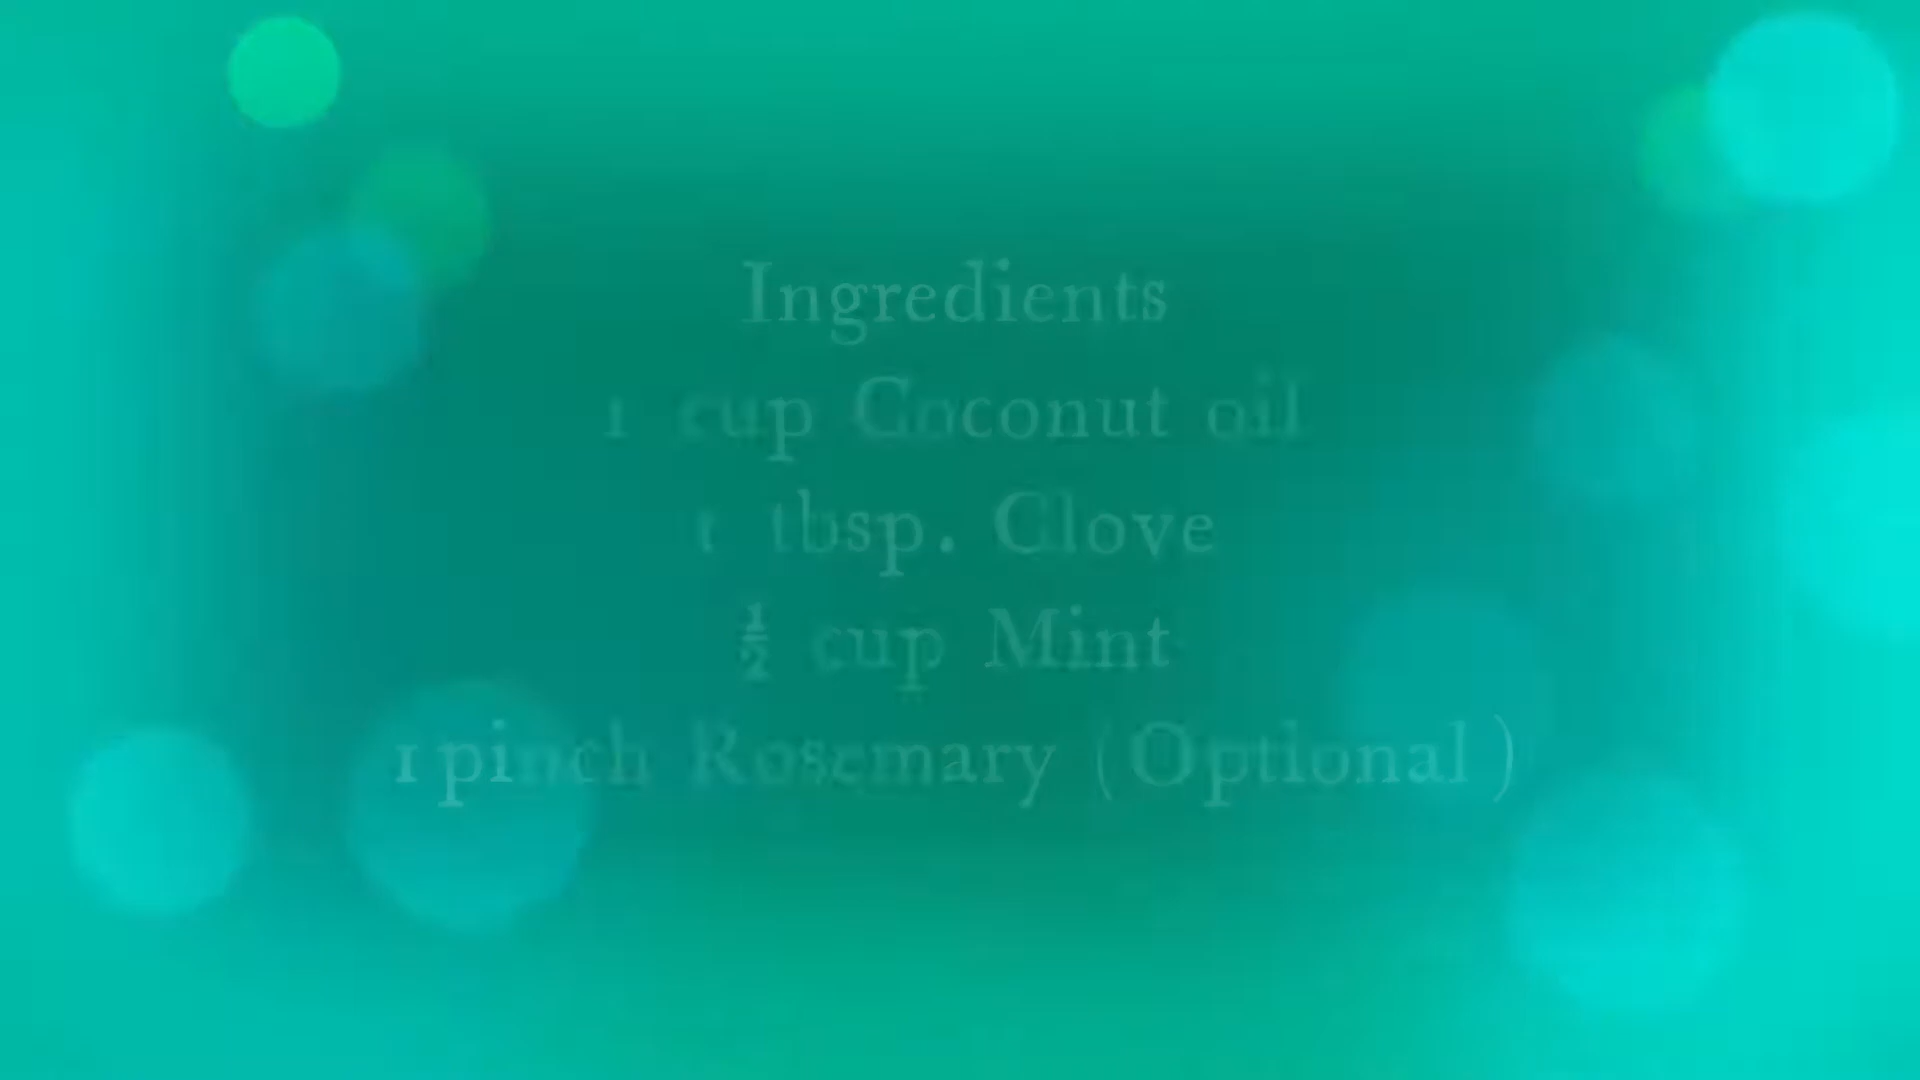 Ingredients
1 cup Coconut oil
1 tbsp. Clove
½ cup Mint
1 pinch Rosemary (Optional)